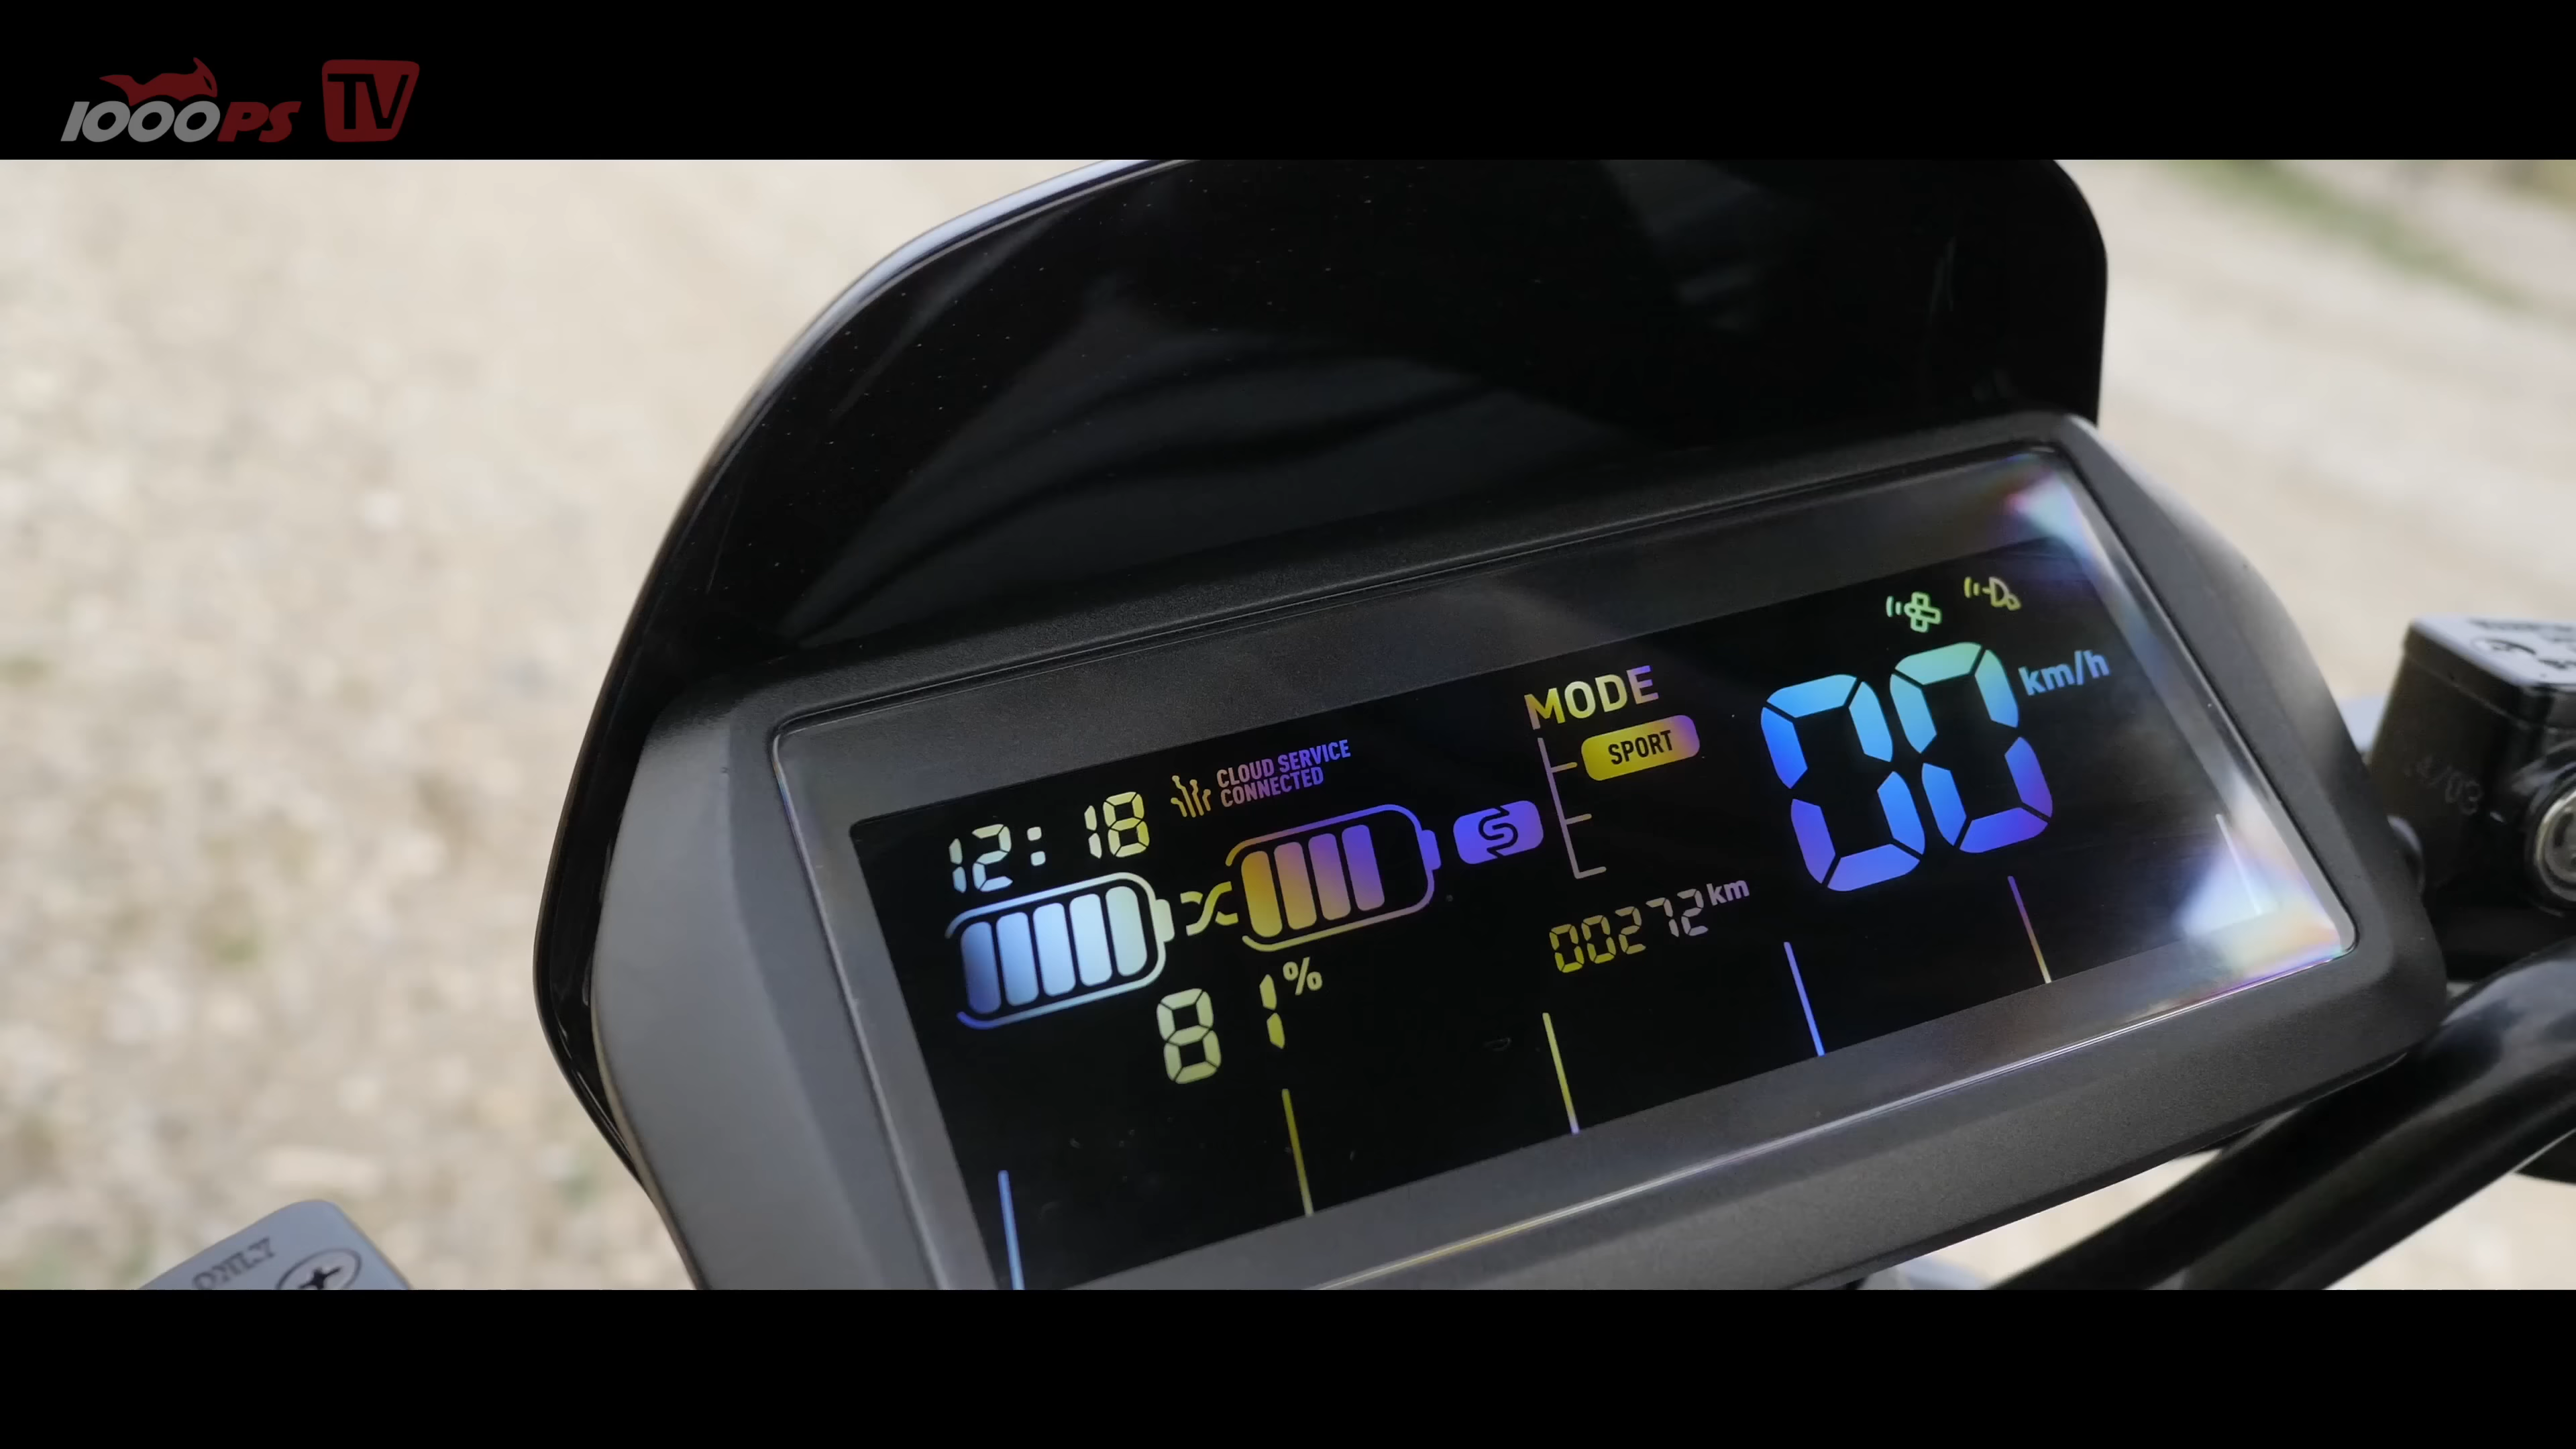 1000PS TV
MODE
SPORT
00 km/h
CLOUD SERVICE
CONNECTED
12:18
S
00272 km
81%